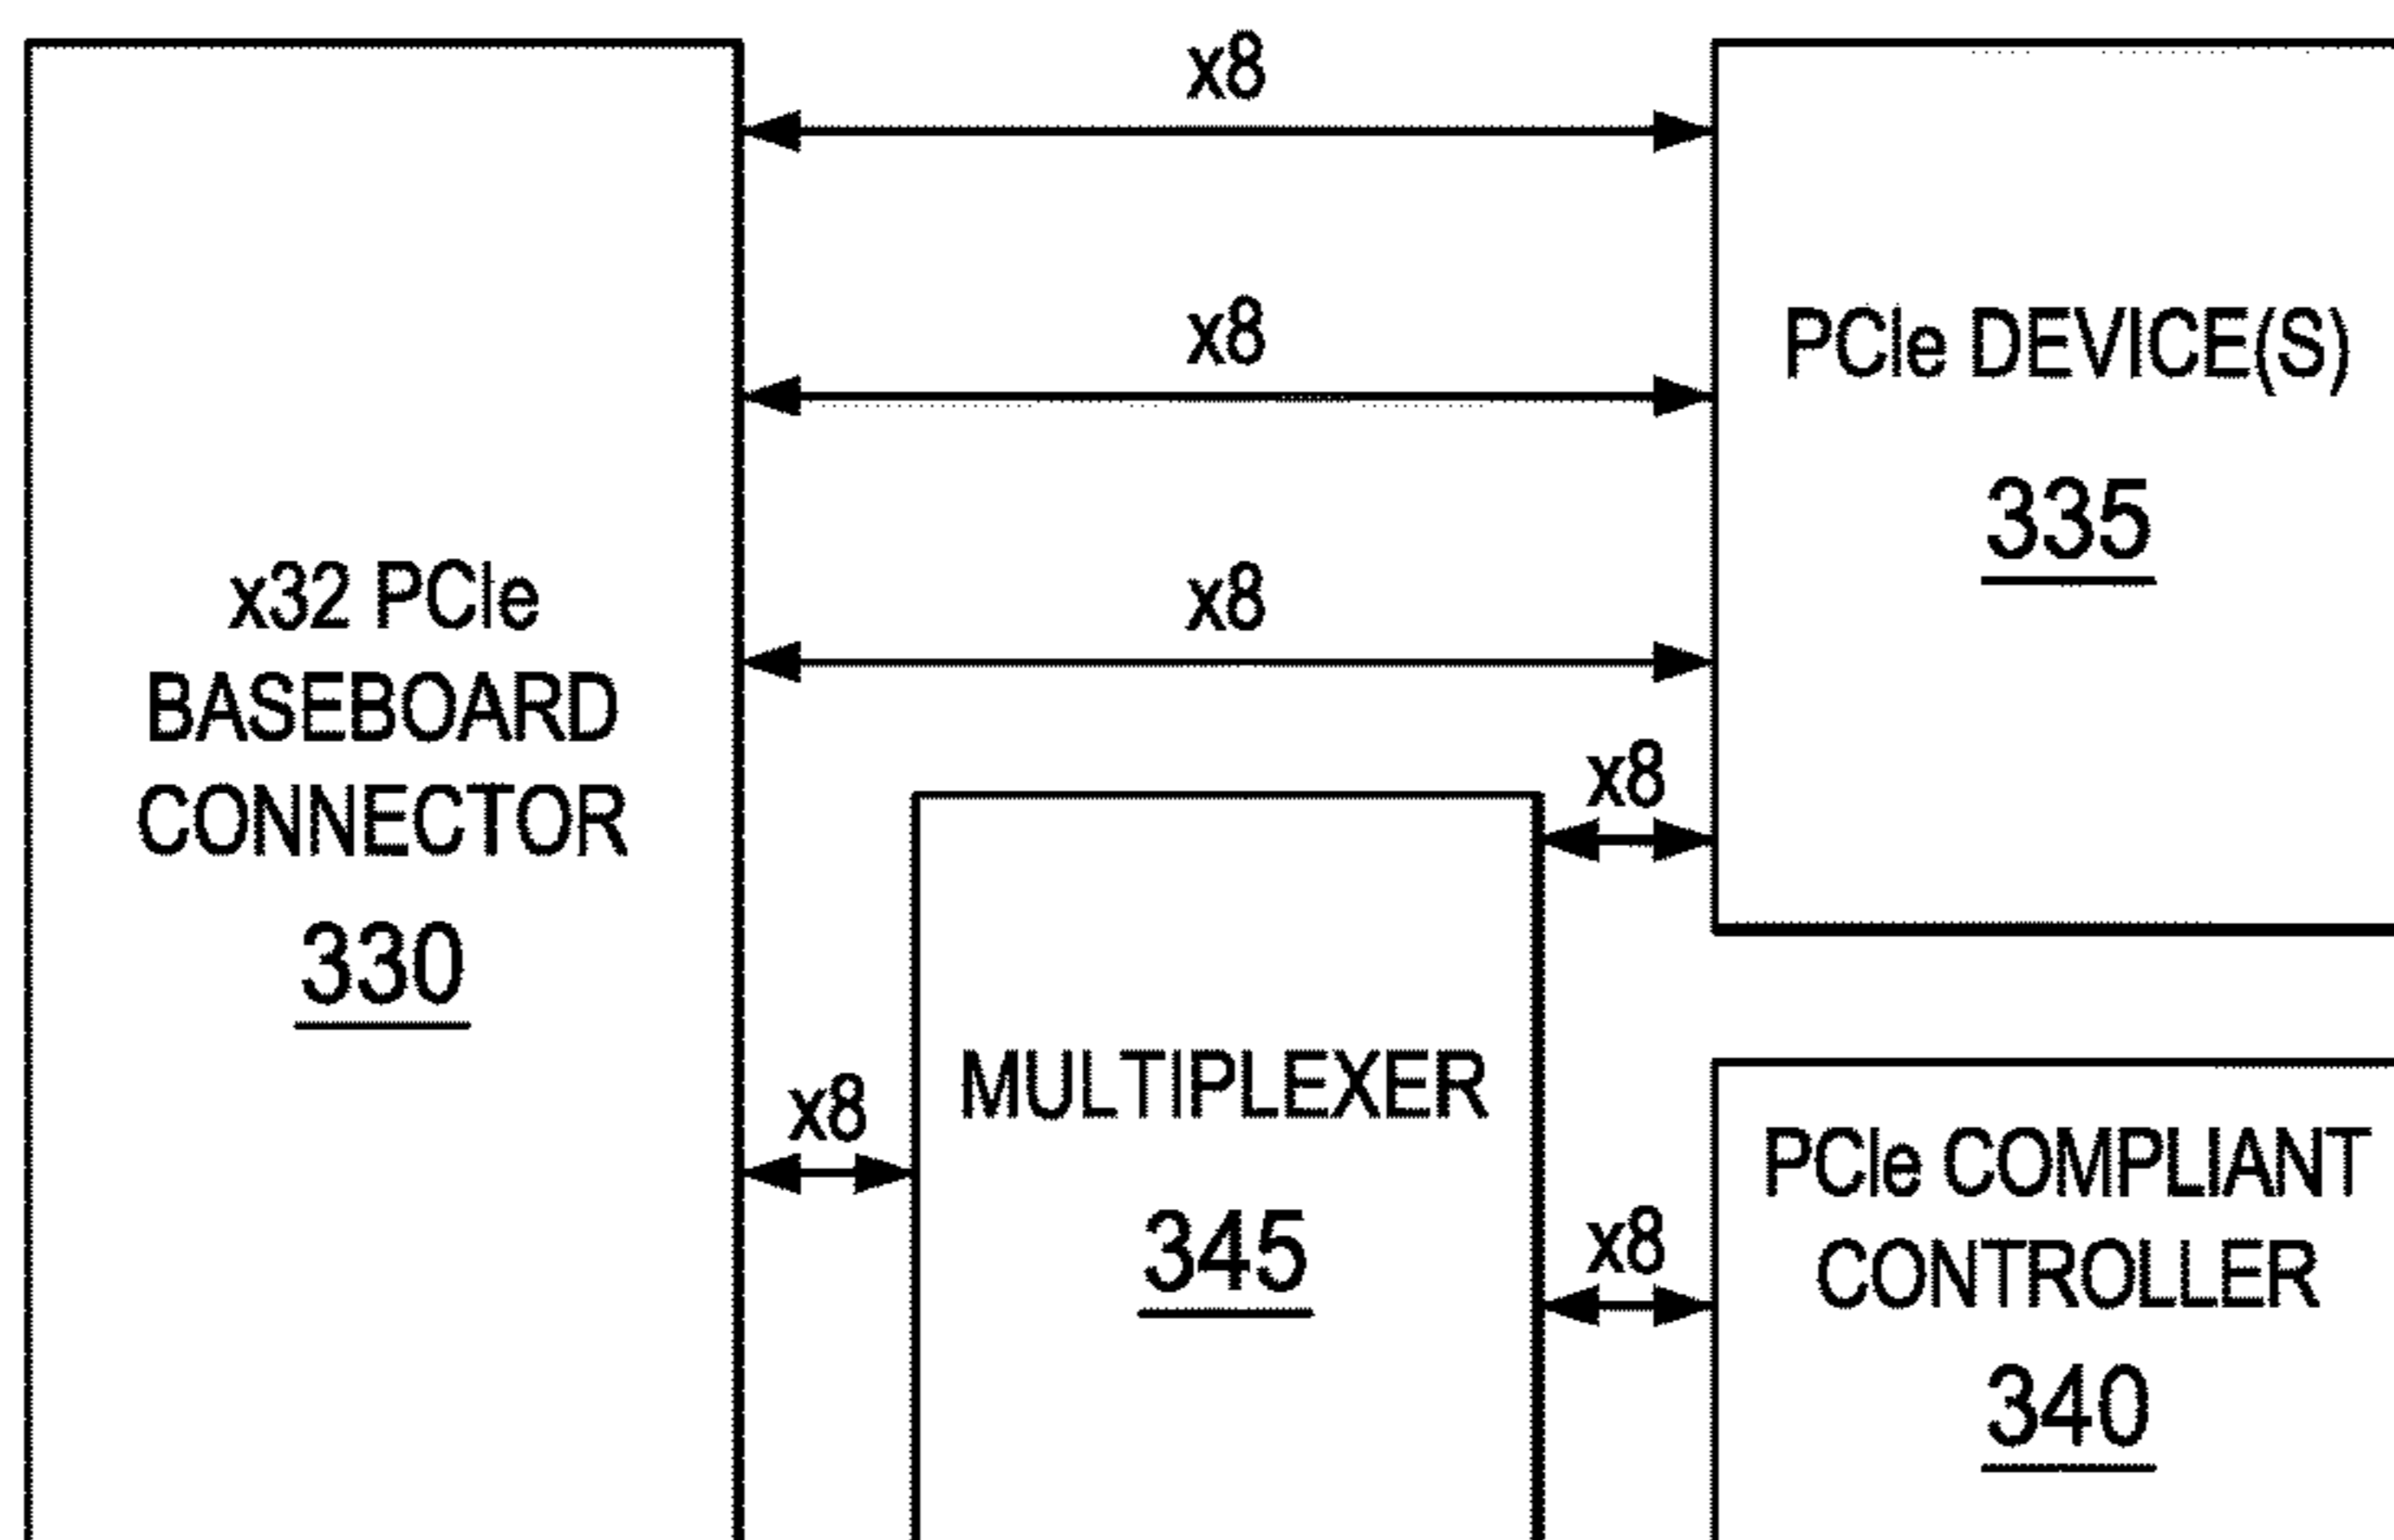 x8
x8
x8
x32 PCIe
BASEBOARD
CONNECTOR
330
PCIe DEVICE(S)
335
x8
x8
MULTIPLEXER
345
x8
PCIe COMPLIANT
CONTROLLER
340